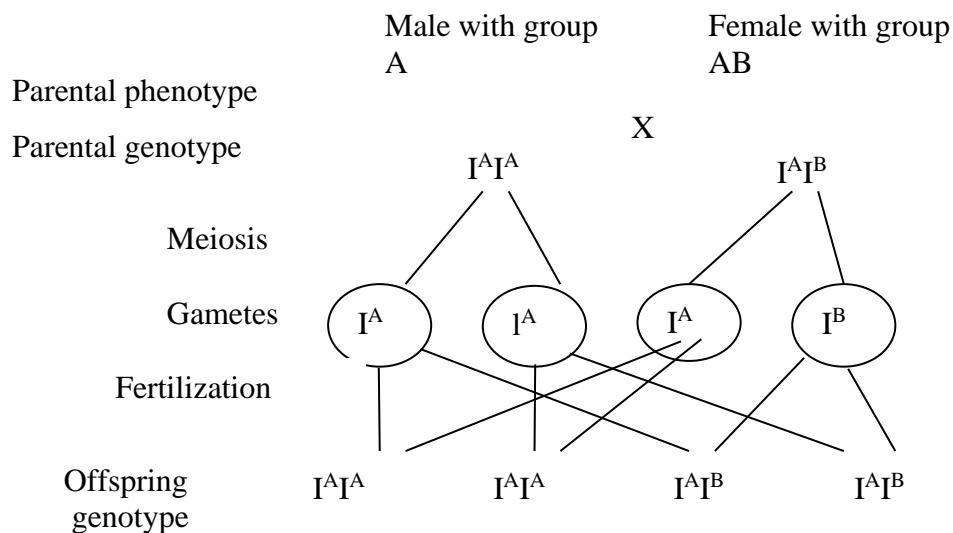 Male with group Female with group
A AB
Parental phenotype
X
Parental genotype
IᴬIᴬ IᴬIᴮ
Meiosis
Gametes Iᴬ lᴬ Iᴬ Iᴮ
Fertilization
Offspring IᴬIᴬ IᴬIᴬ IᴬIᴮ IᴬIᴮ
genotype